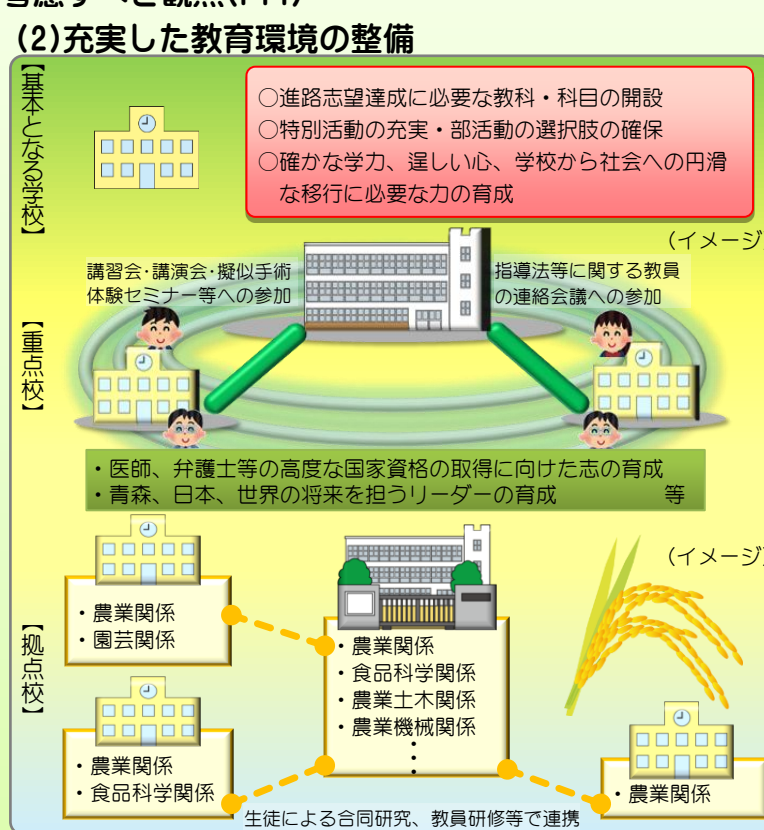 (2)充実した教育環境の整備
【基本となる学校】
○進路志望達成に必要な教科・科目の開設
○特別活動の充実・部活動の選択肢の確保
○確かな学力、逞しい心、学校から社会への円滑
な移行に必要な力の育成
(イメージ
講習会・講演会・擬似手術
体験セミナー等への参加
指導法等に関する教員
の連絡会議への参加
【重点校】
・医師、弁護士等の高度な国家資格の取得に向けた志の育成
・青森、日本、世界の将来を担うリーダーの育成 等
(イメージ)
【拠点校】
・農業関係
・園芸関係
・農業関係
・食品科学関係
・農業土木関係
・農業機械関係
・
・
・農業関係
・食品科学関係
・農業関係
生徒による合同研究、教員研修等で連携